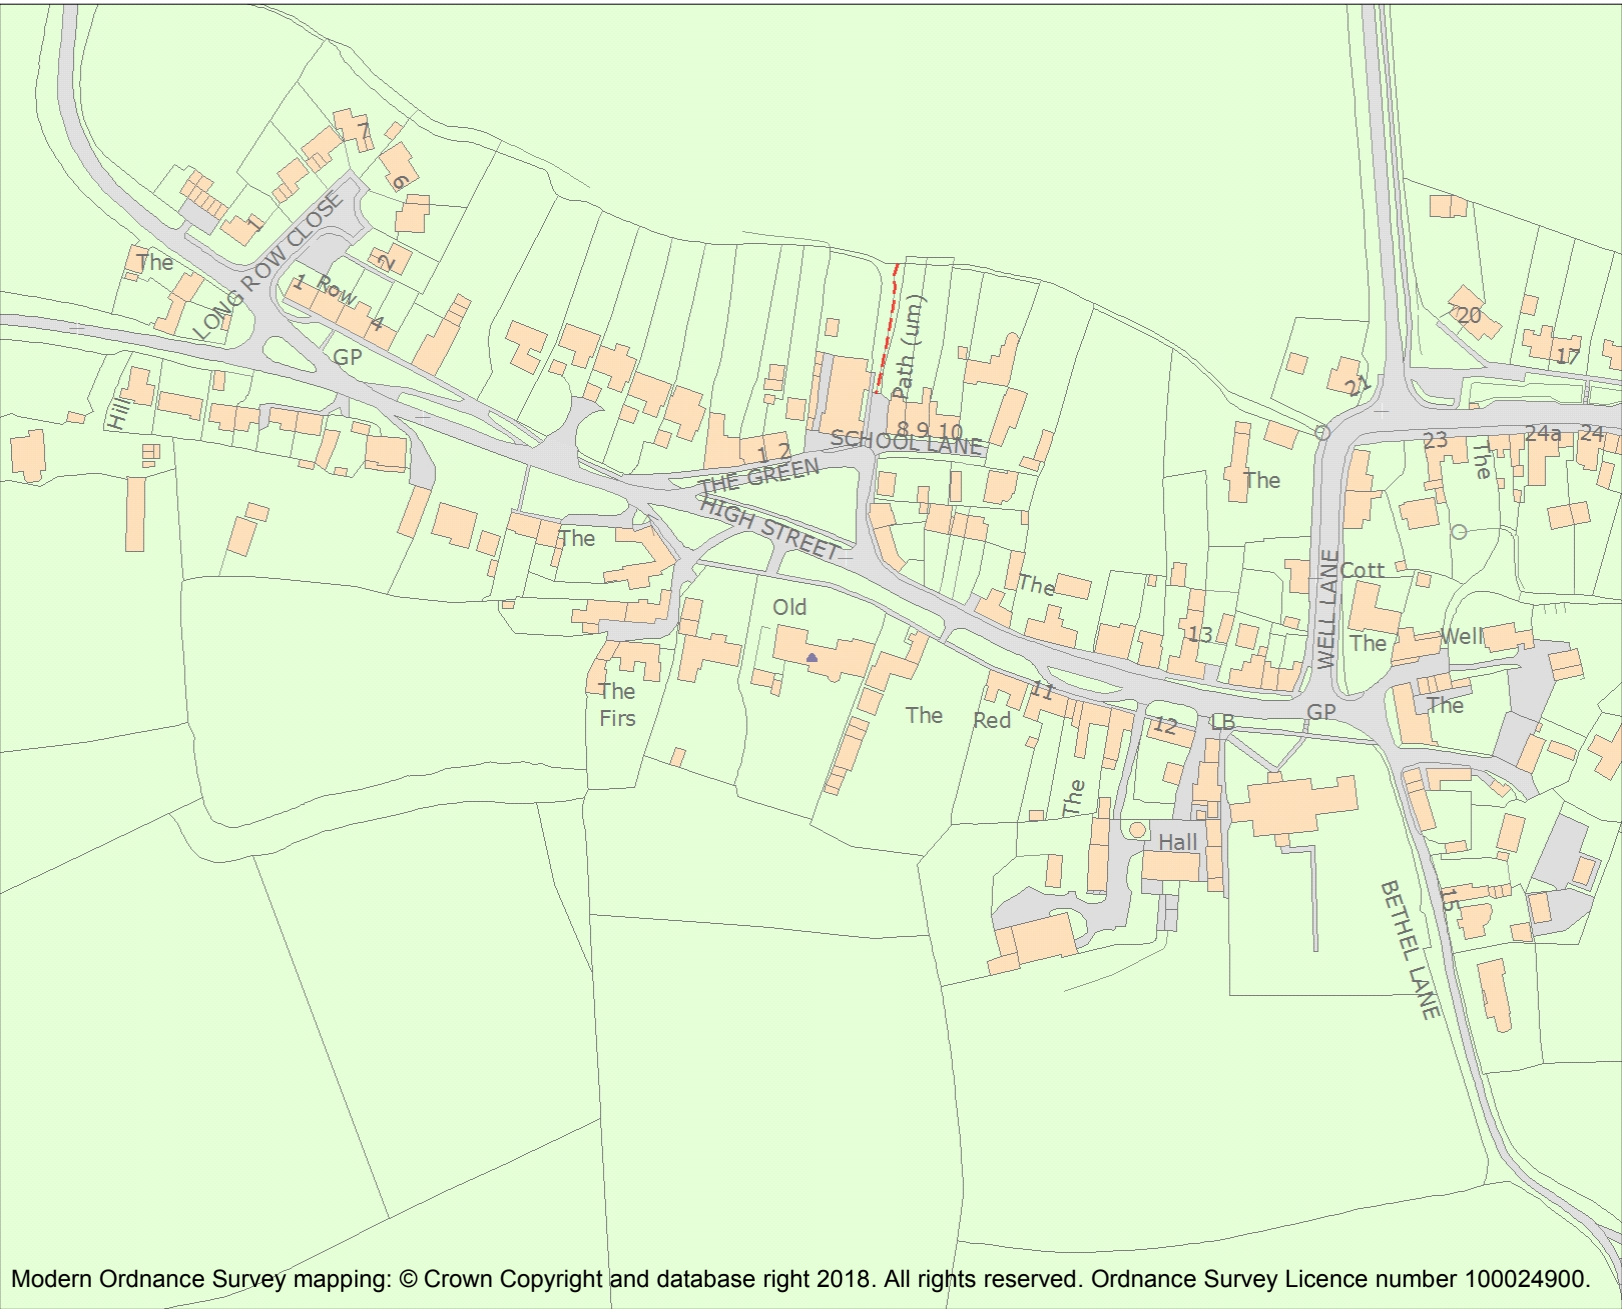 7
6
1
LONG ROW CLOSE
2
The
1 Row
4
GP
Hill
Path (um)
8 9 10
SCHOOL LANE
1 2
THE GREEN
HIGH STREET
The
20
17
21
23
The
24a
24
The
WELL LANE
Cott
The
Old
13
The
Well
The
Firs
The
Red
11
12
LB
GP
The
The
Hall
15
BETHEL LANE
Modern Ordnance Survey mapping: © Crown Copyright and database right 2018. All rights reserved. Ordnance Survey Licence number 100024900.